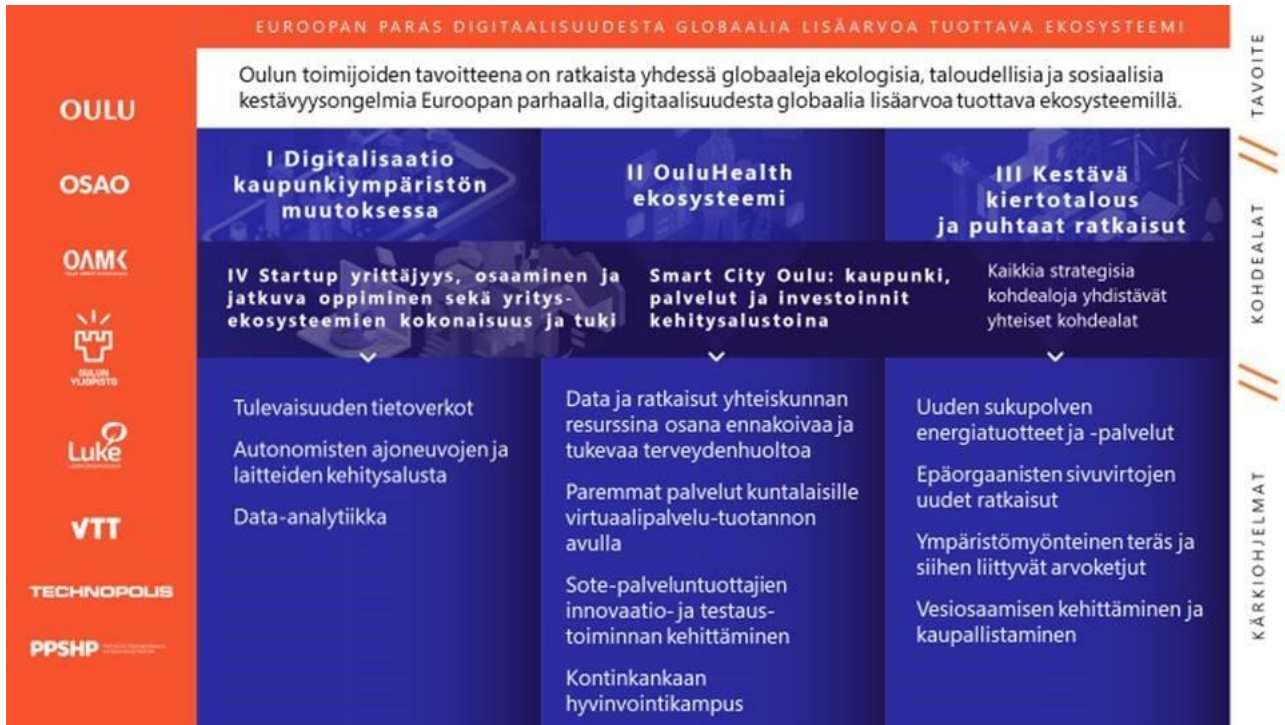 EUROOPAN PARAS DIGITAALISUUDESTA GLOBAALIA LISÄARVOA TUOTTAVA EKOSYSTEEMI
Oulun toimijoiden tavoitteena on ratkaista yhdessä globaaleja ekologisia, taloudellisia ja sosiaalisia
kestävyysongelmia Euroopan parhaalla, digitaalisuudesta globaalia lisäarvoa tuottava ekosysteemillä.
TAVOITE
OULU
OSAO
OAMK
OULUN
YLIOPISTO
Luke
VTT
TECHNOPOLIS
PPSHP
I Digitalisaatio
kaupunkiympäristön
muutoksessa
II OuluHealth
ekosysteemi
III Kestävä
kiertotalous
ja puhtaat ratkaisut
KOHDEALAT
IV Startup yrittäjyys, osaaminen ja
jatkuva oppiminen sekä yritys-
ekosysteemien kokonaisuus ja tuki
Smart City Oulu: kaupunki,
palvelut ja investoinnit
kehitysalustoina
Kaikkia strategisia
kohdealoja yhdistävät
yhteiset kohdealat
Tulevaisuuden tietoverkot
Autonomisten ajoneuvojen ja
laitteiden kehitysalusta
Data-analytiikka
Data ja ratkaisut yhteiskunnan
resurssina osana ennakoivaa ja
tukevaa terveydenhuoltoa
Paremmat palvelut kuntalaisille
virtuaalipalvelu-tuotannon
avulla
Sote-palveluntuottajien
innovaatio- ja testaus-
toiminnan kehittäminen
Kontinkankaan
hyvinvointikampus
Uuden sukupolven
energiatuotteet ja -palvelut
Epäorgaanisten sivuvirtojen
uudet ratkaisut
Ympäristömyönteinen teräs ja
siihen liittyvät arvoketjut
Vesiosaamisen kehittäminen ja
kaupallistaminen
KÄRKIOHJELMAT